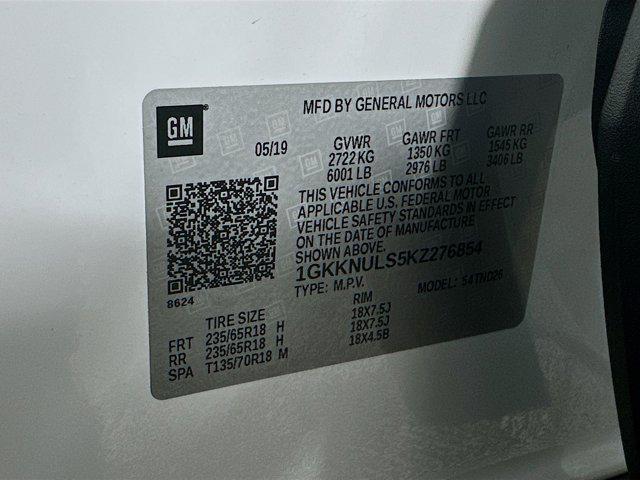 MFD BY GENERAL MOTORS LLC
GM
05/19
GVWR GAWR FRT GAWR RR
2722 KG 1350 KG 1545 KG
6001 LB 2976 LB 3406 LB
THIS VEHICLE CONFORMS TO ALL
APPLICABLE U.S. FEDERAL MOTOR
VEHICLE SAFETY STANDARDS IN EFFECT
ON THE DATE OF MANUFACTURE
SHOWN ABOVE.
1GKKNULS5KZ276854
TYPE: M.P.V. MODEL: 54TND26
8624
TIRE SIZE RIM
FRT 235/65R18 H 18X7.5J
RR 235/65R18 H 18X7.5J
SPA T135/70R18 M 18X4.5B